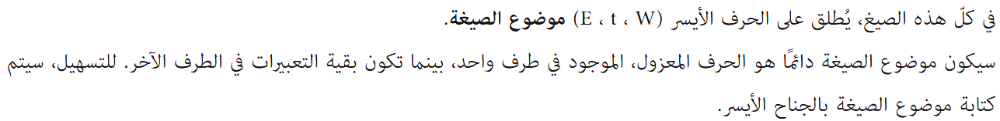 في كلّ هذه الصيغ، يُطلق على الحرف الأيسر (E ، t ، W) موضوع الصيغة.
سيكون موضوع الصيغة دائمًا هو الحرف المعزول، الموجود في طرف واحد، بينما تكون بقية التعبيرات في الطرف الآخر. للتسهيل، سيتم
كتابة موضوع الصيغة بالجناح الأيسر.